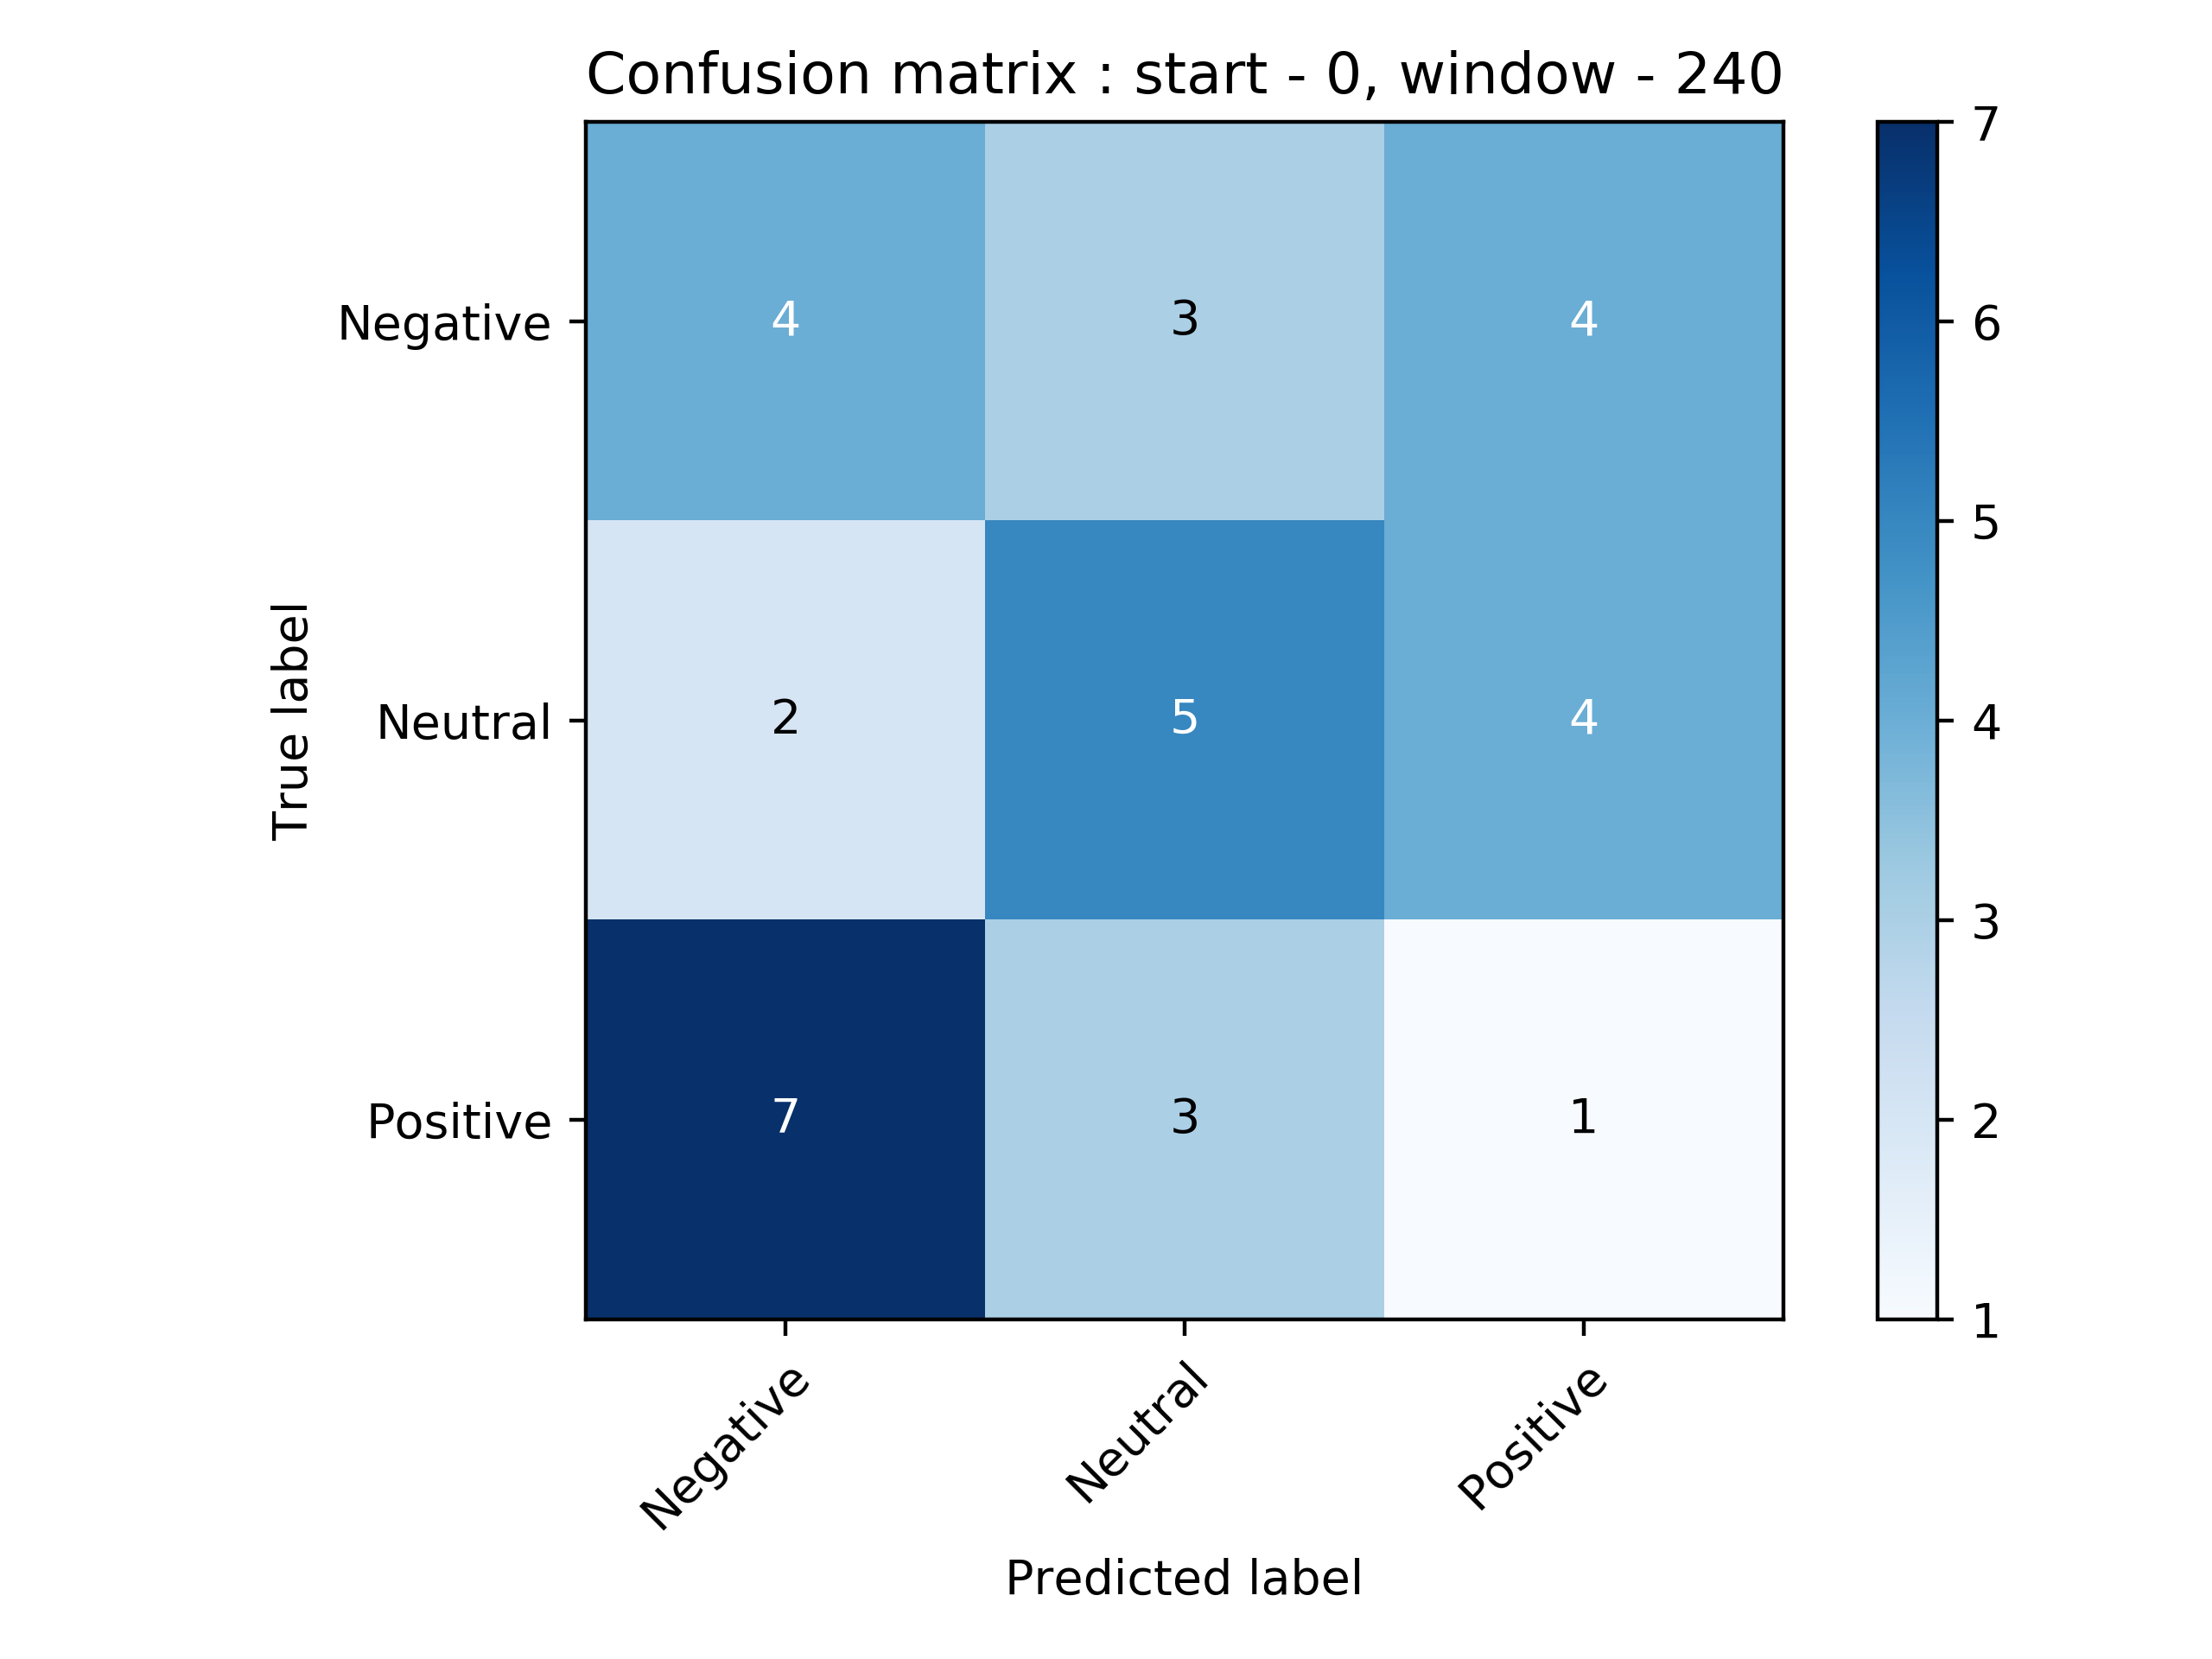 Confusion matrix : start - 0, window - 240
7
6
5
4
3
2
1
True label
Negative
4 3 4
Neutral
2 5 4
Positive
7 3 1
Negative
Neutral
Positive
Predicted label